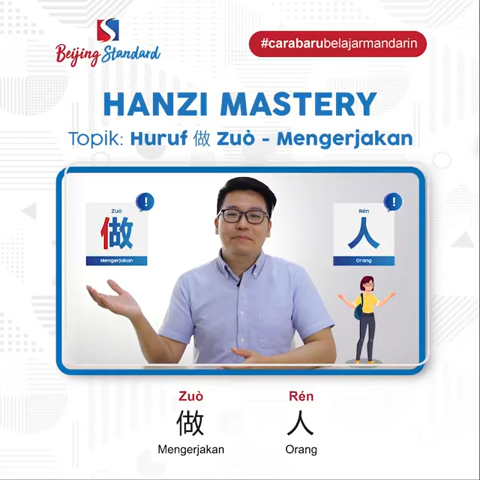 Beijing Standard
#carabarubelajarmandarin
HANZI MASTERY
Topik: Huruf 做 Zuò - Mengerjakan
Zuò
!
做
Mengerjakan
Rén
!
人
Orang
Zuò
Rén
做
人
Mengerjakan
Orang